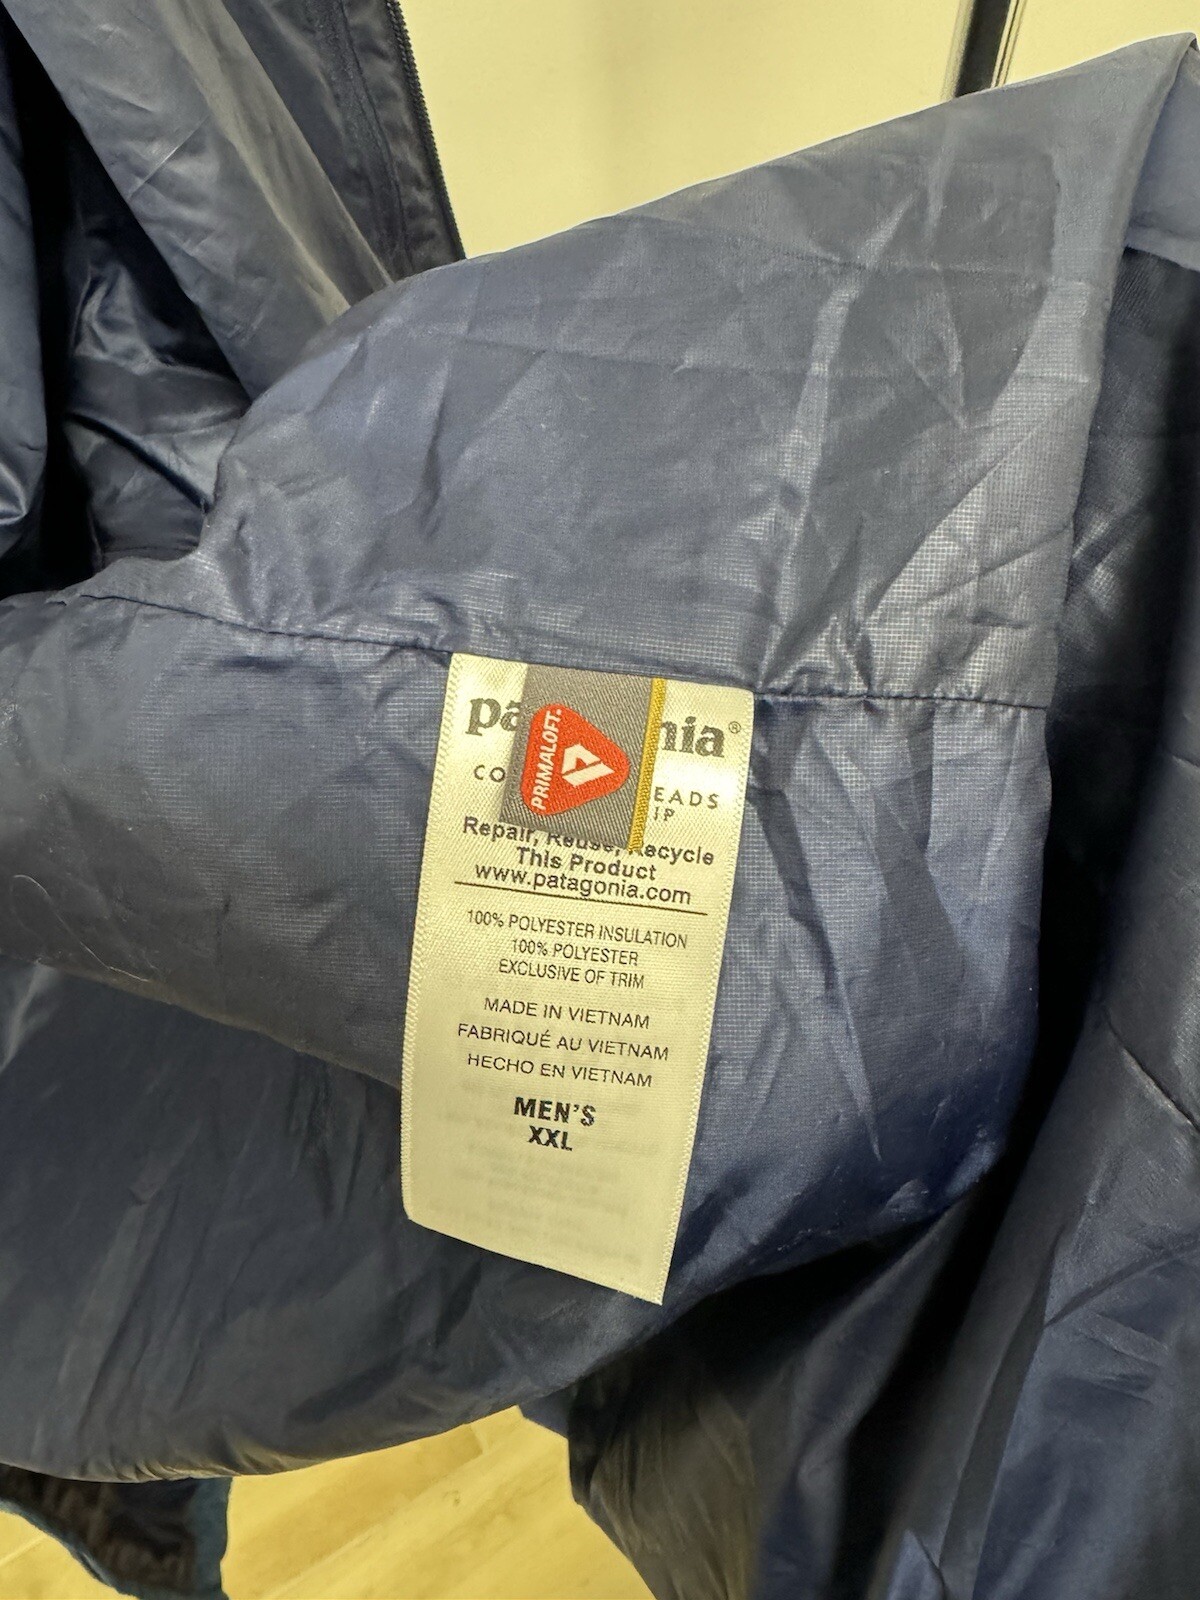 pa nia®
PRIMALOFT.
CO EADS
IP
Repair, Reuse, Recycle
This Product
www.patagonia.com
100% POLYESTER INSULATION
100% POLYESTER
EXCLUSIVE OF TRIM
MADE IN VIETNAM
FABRIQUÉ AU VIETNAM
HECHO EN VIETNAM
MEN'S
XXL